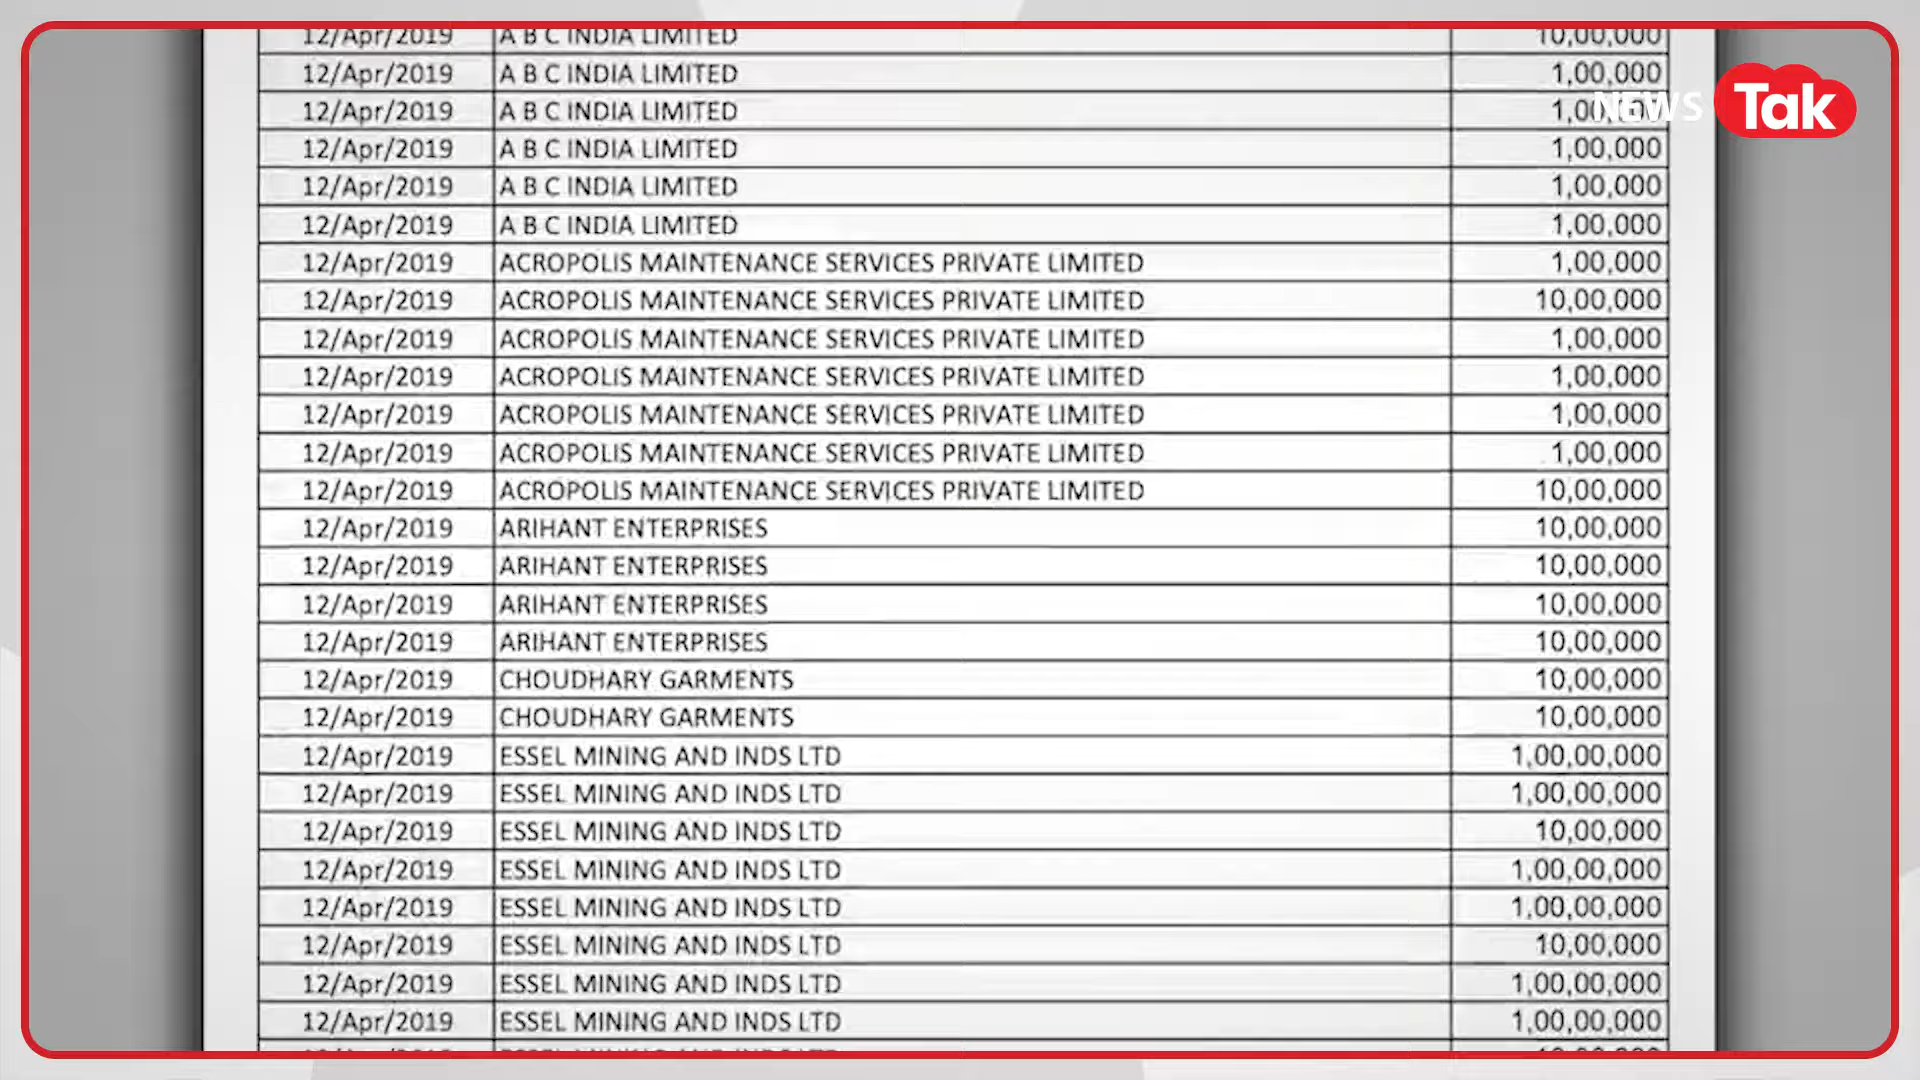 12/Apr/2019 A B C INDIA LIMITED 10,00,000
12/Apr/2019 A B C INDIA LIMITED 1,00,000
NEWS Tak
12/Apr/2019 A B C INDIA LIMITED 1,00,000
12/Apr/2019 A B C INDIA LIMITED 1,00,000
12/Apr/2019 A B C INDIA LIMITED 1,00,000
12/Apr/2019 A B C INDIA LIMITED 1,00,000
12/Apr/2019 ACROPOLIS MAINTENANCE SERVICES PRIVATE LIMITED 1,00,000
12/Apr/2019 ACROPOLIS MAINTENANCE SERVICES PRIVATE LIMITED 10,00,000
12/Apr/2019 ACROPOLIS MAINTENANCE SERVICES PRIVATE LIMITED 1,00,000
12/Apr/2019 ACROPOLIS MAINTENANCE SERVICES PRIVATE LIMITED 1,00,000
12/Apr/2019 ACROPOLIS MAINTENANCE SERVICES PRIVATE LIMITED 1,00,000
12/Apr/2019 ACROPOLIS MAINTENANCE SERVICES PRIVATE LIMITED 1,00,000
12/Apr/2019 ACROPOLIS MAINTENANCE SERVICES PRIVATE LIMITED 10,00,000
12/Apr/2019 ARIHANT ENTERPRISES 10,00,000
12/Apr/2019 ARIHANT ENTERPRISES 10,00,000
12/Apr/2019 ARIHANT ENTERPRISES 10,00,000
12/Apr/2019 ARIHANT ENTERPRISES 10,00,000
12/Apr/2019 CHOUDHARY GARMENTS 10,00,000
12/Apr/2019 CHOUDHARY GARMENTS 10,00,000
12/Apr/2019 ESSEL MINING AND INDS LTD 1,00,00,000
12/Apr/2019 ESSEL MINING AND INDS LTD 1,00,00,000
12/Apr/2019 ESSEL MINING AND INDS LTD 10,00,000
12/Apr/2019 ESSEL MINING AND INDS LTD 1,00,00,000
12/Apr/2019 ESSEL MINING AND INDS LTD 1,00,00,000
12/Apr/2019 ESSEL MINING AND INDS LTD 10,00,000
12/Apr/2019 ESSEL MINING AND INDS LTD 1,00,00,000
12/Apr/2019 ESSEL MINING AND INDS LTD 1,00,00,000